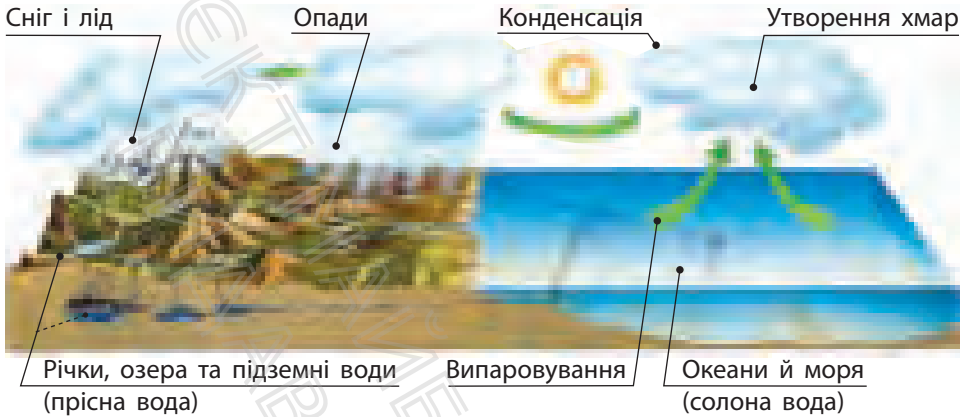 Сніг і лід
Опади
Конденсація
Утворення хмар
Річки, озера та підземні води
(прісна вода)
Випаровування
Океани й моря
(солона вода)